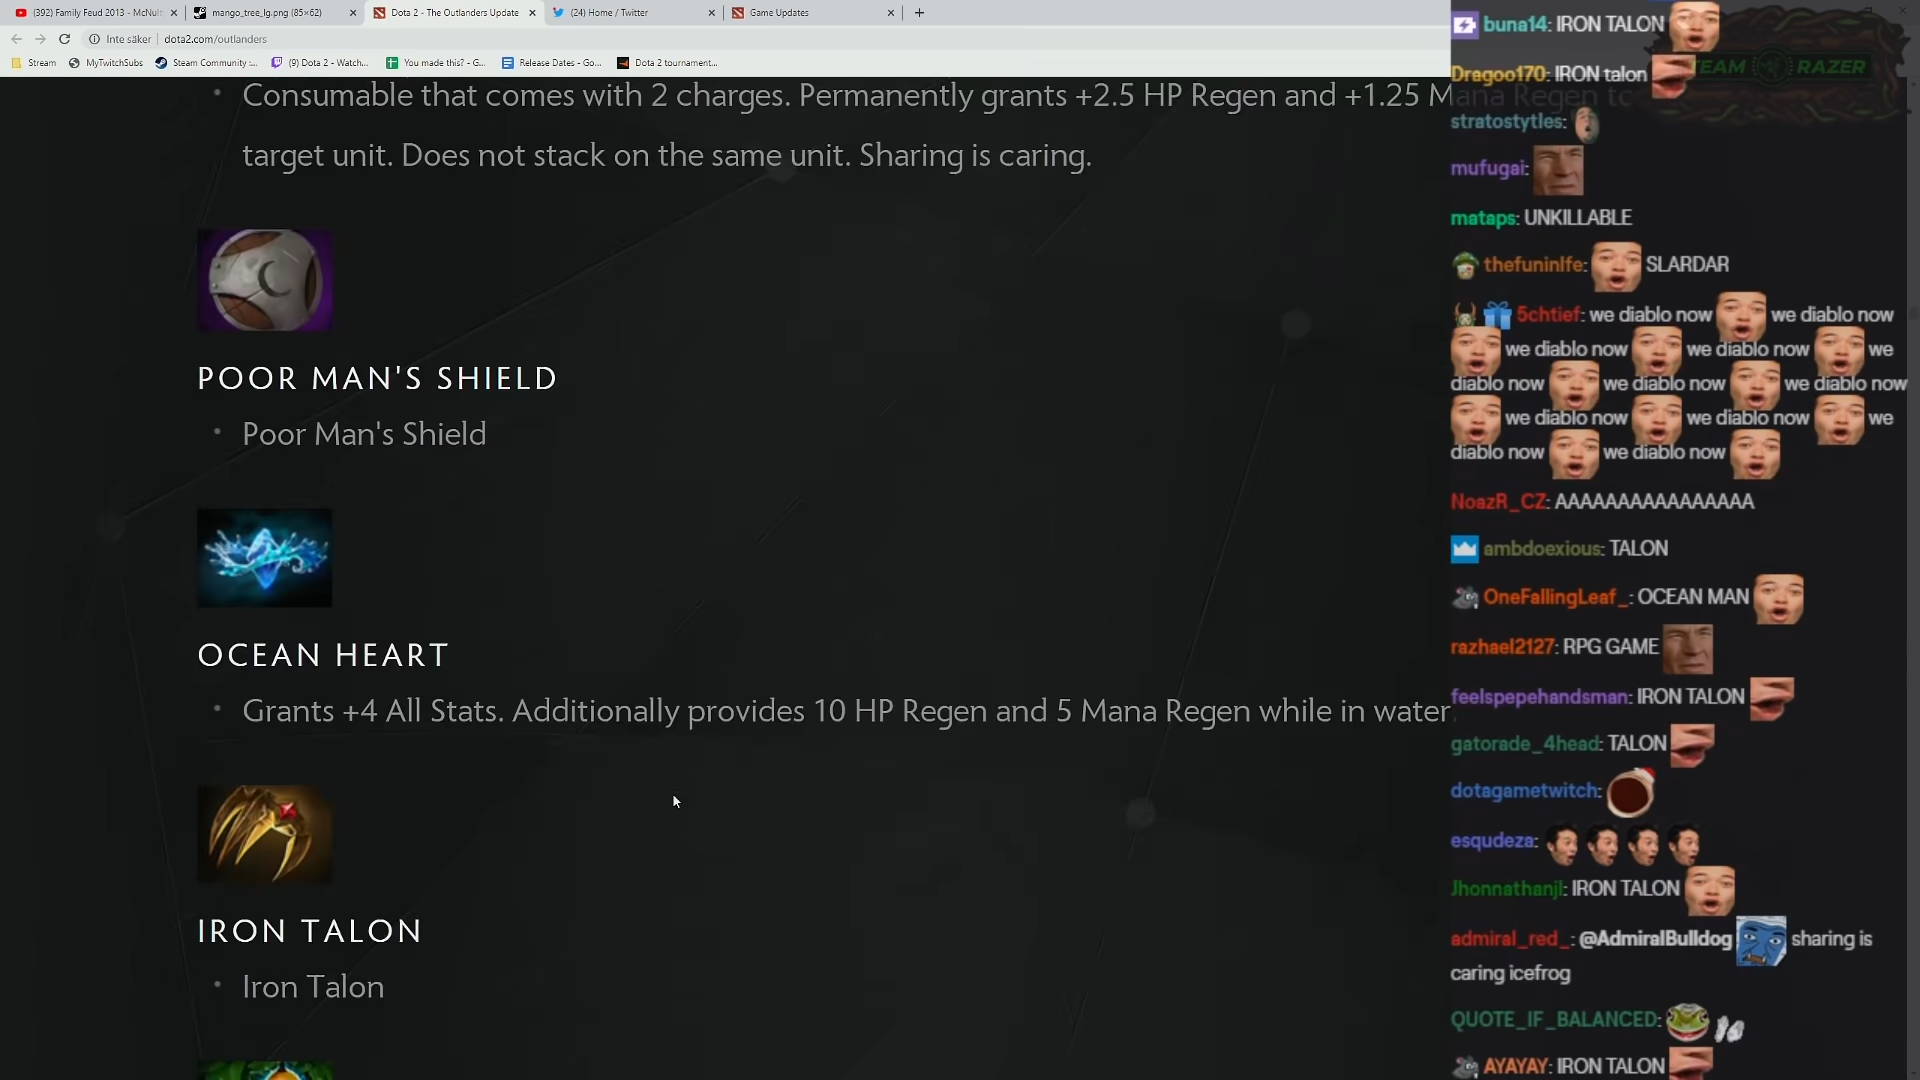 (392) Family Feud 2013 - McNul
mango_tree_lg.png (85×62)
Dota 2 - The Outlanders Update
(24) Home / Twitter
Game Updates
Inte säker | dota2.com/outlanders
Stream
MyTwitchSubs
Steam Community :...
(9) Dota 2 - Watch...
You made this? - G...
Release Dates - Go...
Dota 2 tournament...
Consumable that comes with 2 charges. Permanently grants +2.5 HP Regen and +1.25 Mana Regen to
target unit. Does not stack on the same unit. Sharing is caring.
POOR MAN'S SHIELD
• Poor Man's Shield
OCEAN HEART
• Grants +4 All Stats. Additionally provides 10 HP Regen and 5 Mana Regen while in water.
IRON TALON
• Iron Talon
TEAM RAZER
buna14: IRON TALON
Dragoo170: IRON talon
stratostytles:
mufugai:
mataps: UNKILLABLE
thefuninlfe: SLARDAR
5chtief: we diablo now we diablo now
we diablo now we diablo now we
diablo now we diablo now we diablo now
we diablo now we diablo now we
diablo now we diablo now
NoazR_CZ: AAAAAAAAAAAAAAAA
ambdoexious: TALON
OneFallingLeaf_: OCEAN MAN
razhael2127: RPG GAME
feelspepehandsman: IRON TALON
gatorade_4head: TALON
dotagametwitch:
esqudeza:
Jhonnathanjl: IRON TALON
admiral_red_: @AdmiralBulldog sharing is
caring icefrog
QUOTE_IF_BALANCED:
AYAYAY: IRON TALON